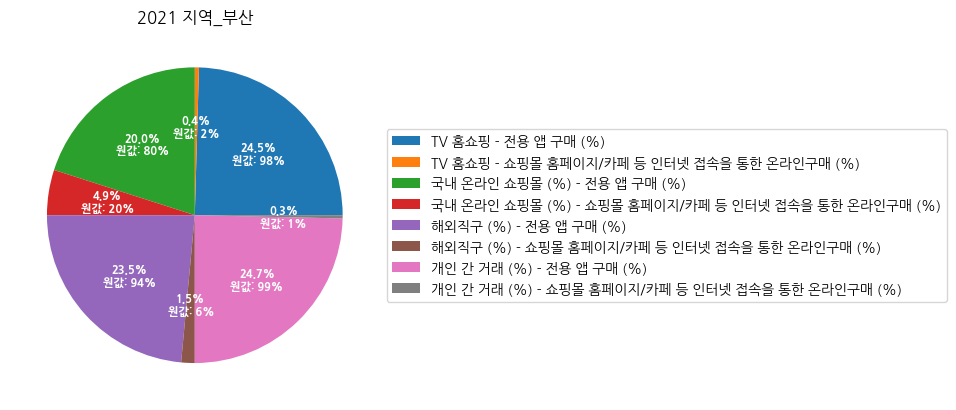 2021 지역_부산
0.4%
원값: 2%
24.5%
원값: 98%
20.0%
원값: 80%
4.9%
원값: 20%
0.3%
원값: 1%
23.5%
원값: 94%
24.7%
원값: 99%
1.5%
원값: 6%
TV 홈쇼핑 - 전용 앱 구매 (%)
TV 홈쇼핑 - 쇼핑몰 홈페이지/카페 등 인터넷 접속을 통한 온라인구매 (%)
국내 온라인 쇼핑몰 (%) - 전용 앱 구매 (%)
국내 온라인 쇼핑몰 (%) - 쇼핑몰 홈페이지/카페 등 인터넷 접속을 통한 온라인구매 (%)
해외직구 (%) - 전용 앱 구매 (%)
해외직구 (%) - 쇼핑몰 홈페이지/카페 등 인터넷 접속을 통한 온라인구매 (%)
개인 간 거래 (%) - 전용 앱 구매 (%)
개인 간 거래 (%) - 쇼핑몰 홈페이지/카페 등 인터넷 접속을 통한 온라인구매 (%)